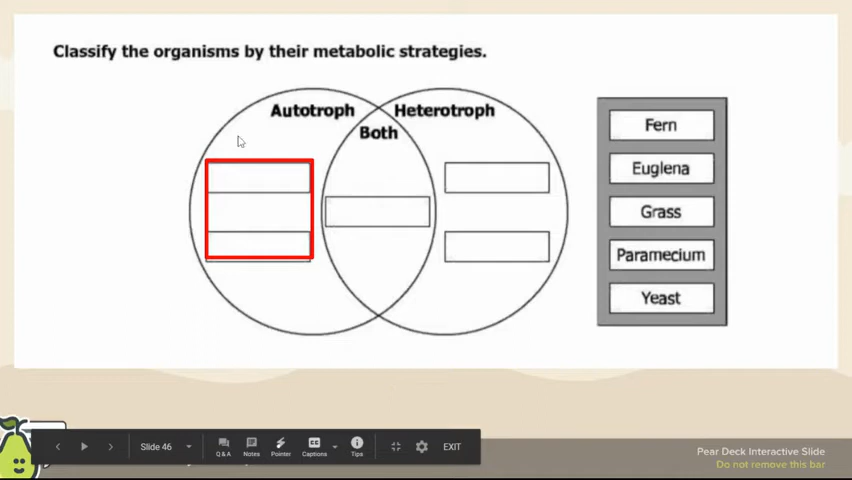 Classify the organisms by their metabolic strategies.
Autotroph
Heterotroph
Both
Fern
Euglena
Grass
Paramecium
Yeast
Slide 46
Q & A
Notes
Pointer
CC
Captions
Tips
EXIT
Pear Deck Interactive Slide
Do not remove this bar